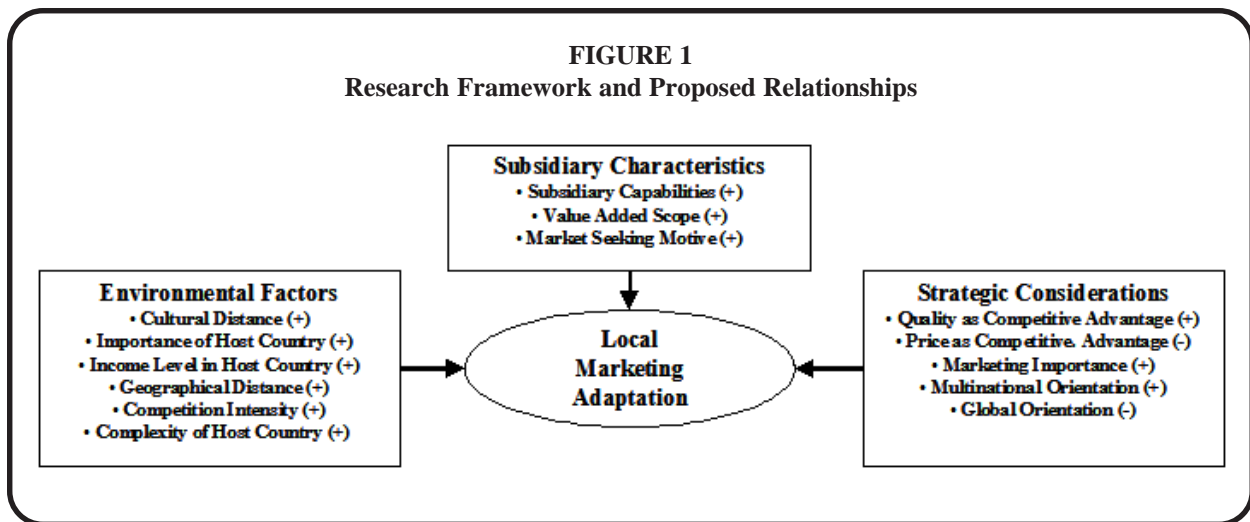 FIGURE 1
Research Framework and Proposed Relationships
Subsidiary Characteristics
• Subsidiary Capabilities (+)
• Value Added Scope (+)
• Market Seeking Motive (+)
Environmental Factors
• Cultural Distance (+)
• Importance of Host Country (+)
• Income Level in Host Country (+)
• Geographical Distance (+)
• Competition Intensity (+)
• Complexity of Host Country (+)
Local
Marketing
Adaptation
Strategic Considerations
• Quality as Competitive Advantage (+)
• Price as Competitive. Advantage (-)
• Marketing Importance (+)
• Multinational Orientation (+)
• Global Orientation (-)